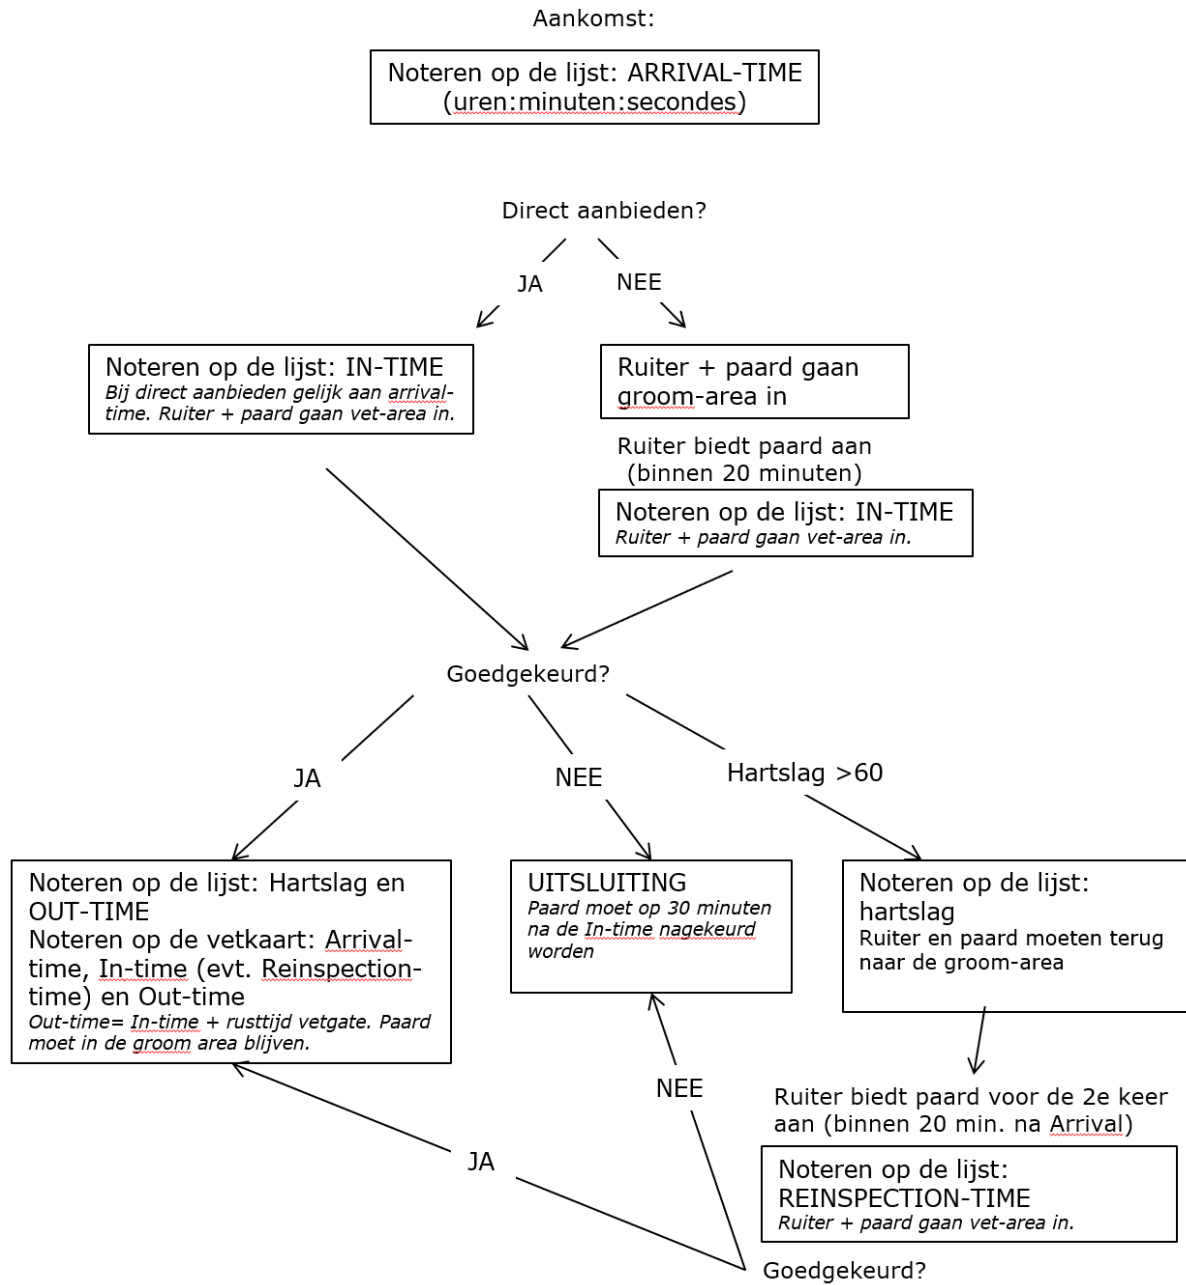 Aankomst:
Noteren op de lijst: ARRIVAL-TIME
(uren:minuten:secondes)
Direct aanbieden?
JA
NEE
Noteren op de lijst: IN-TIME
Bij direct aanbieden gelijk aan arrival-
time. Ruiter + paard gaan vet-area in.
Ruiter + paard gaan
groom-area in
Ruiter biedt paard aan
(binnen 20 minuten)
Noteren op de lijst: IN-TIME
Ruiter + paard gaan vet-area in.
Goedgekeurd?
JA
NEE
Hartslag >60
Noteren op de lijst: Hartslag en
OUT-TIME
Noteren op de vetkaart: Arrival-
time, In-time (evt. Reinspection-
time) en Out-time
Out-time= In-time + rusttijd vetgate. Paard
moet in de groom area blijven.
UITSLUITING
Paard moet op 30 minuten
na de In-time nagekeurd
worden
Noteren op de lijst:
hartslag
Ruiter en paard moeten terug
naar de groom-area
Ruiter biedt paard voor de 2e keer
aan (binnen 20 min. na Arrival)
Noteren op de lijst:
REINSPECTION-TIME
Ruiter + paard gaan vet-area in.
Goedgekeurd?
NEE
JA